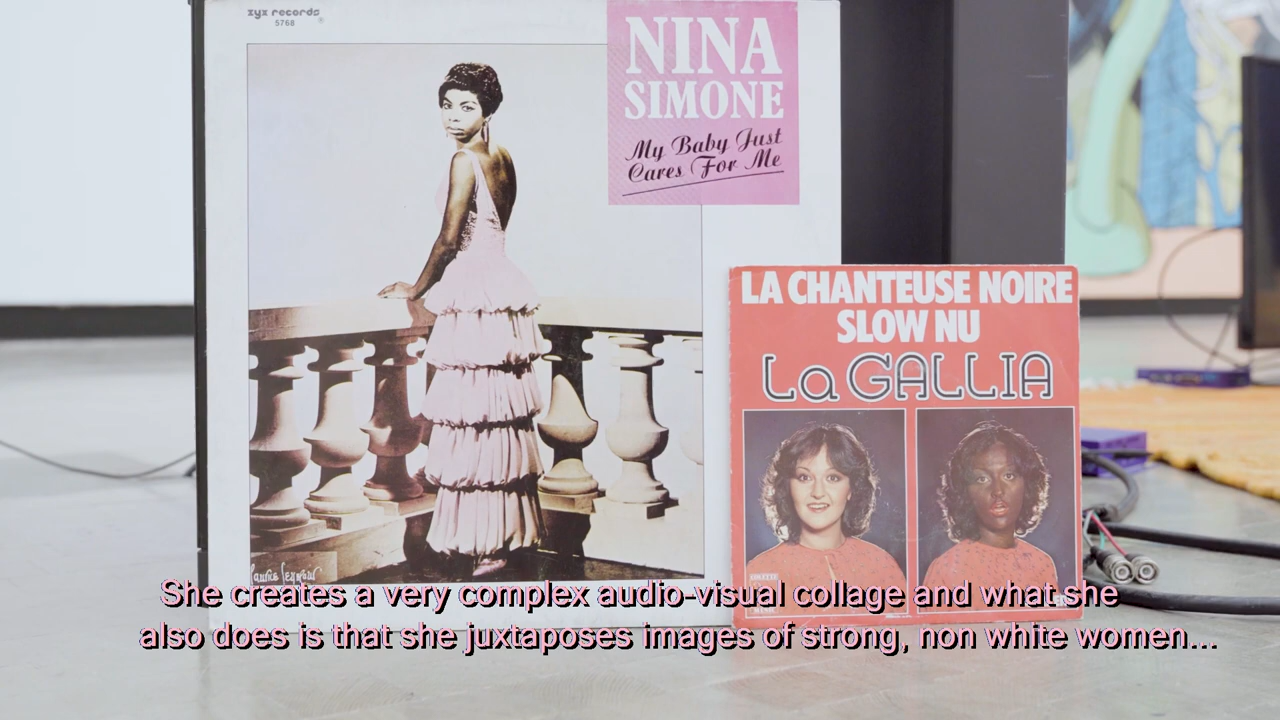 zyx records
5768
NINA
SIMONE
My Baby Just
Cares For Me
LA CHANTEUSE NOIRE
SLOW NU
La GALLIA
She creates a very complex audio-visual collage and what she
also does is that she juxtaposes images of strong, non white women...